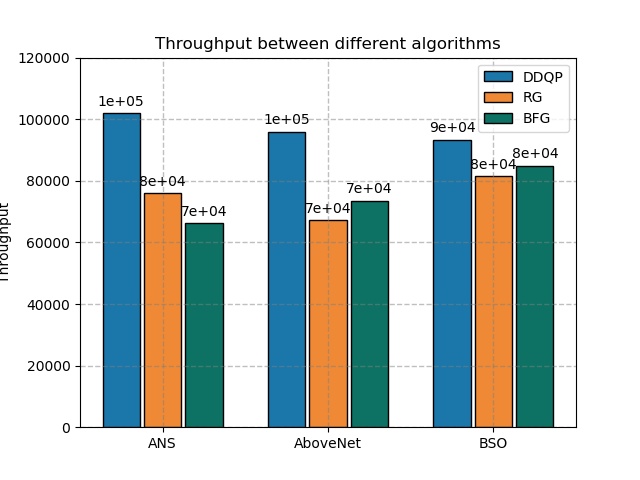 Throughput between different algorithms
Throughput
120000
100000
80000
60000
40000
20000
0
DDQP
RG
BFG
1e+05
8e+04
7e+04
1e+05
7e+04
7e+04
9e+04
8e+04
8e+04
ANS
AboveNet
BSO